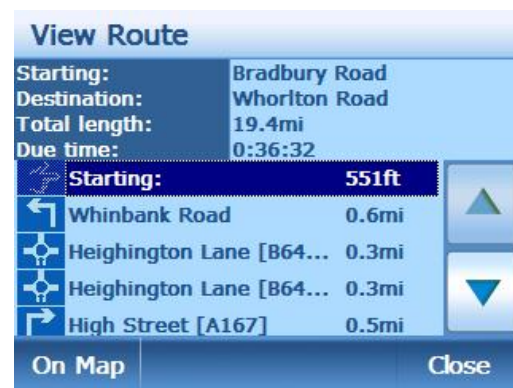 View Route
Starting: Bradbury Road
Destination: Whorlton Road
Total length: 19.4mi
Due time: 0:36:32
Starting: 551ft
Whinbank Road 0.6mi
Heighington Lane [B64... 0.3mi
Heighington Lane [B64... 0.3mi
High Street [A167] 0.5mi
On Map Close